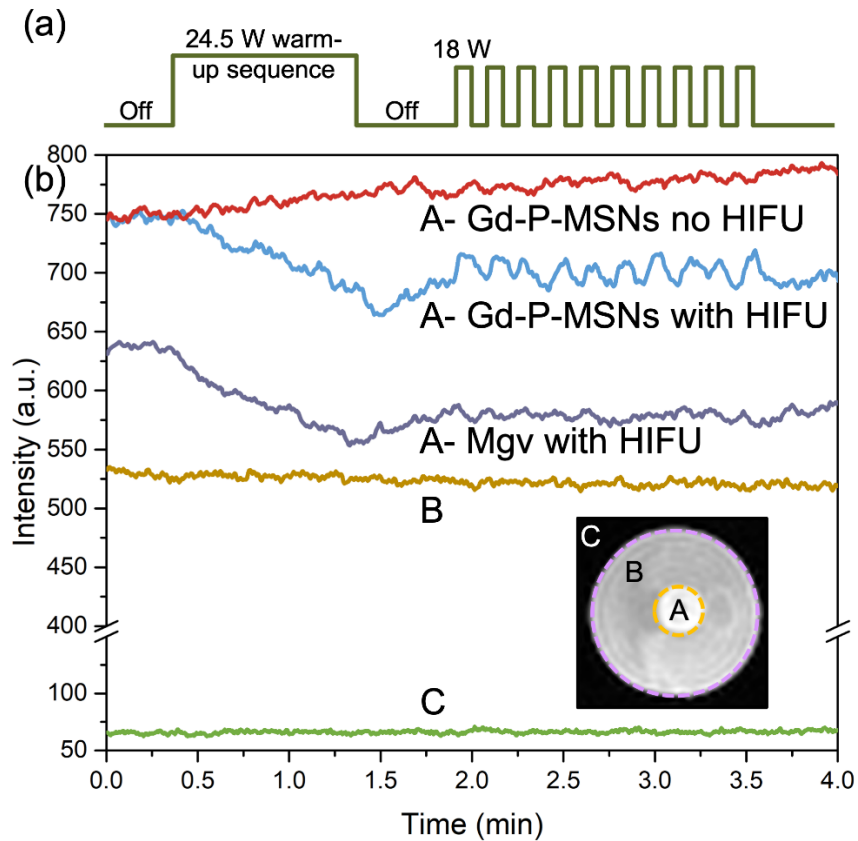 (a)
24.5 W warm-
up sequence
18 W
Off
Off
(b)
800
750
700
650
600
550
500
450
400
100
50
Intensity (a.u.)
A- Gd-P-MSNs no HIFU
A- Gd-P-MSNs with HIFU
A- Mgv with HIFU
B
C
B
A
C
0.0
0.5
1.0
1.5
2.0
2.5
3.0
3.5
4.0
Time (min)